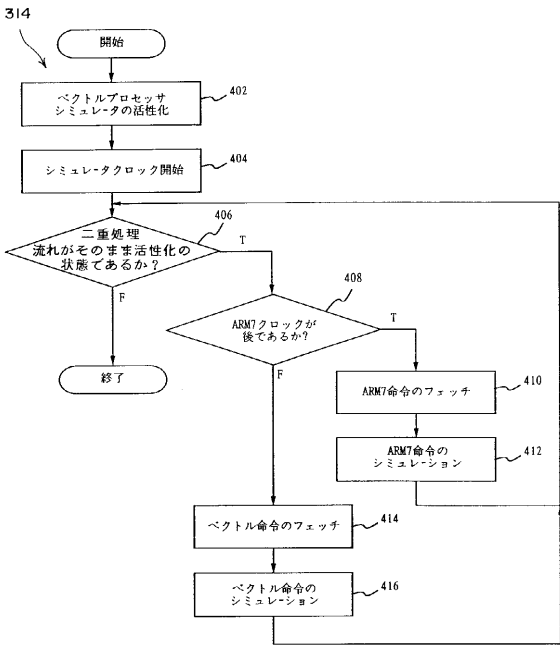 314
開始
ベクトルプロセッサ
シミュレータの活性化
402
シミュレータクロック開始
404
二重処理
流れがそのまま活性化の
状態であるか？
406
T
F
終了
ARM7クロックが
後であるか？
408
T
F
ARM7命令のフェッチ
410
ARM7命令の
シミュレーション
412
ベクトル命令のフェッチ
414
ベクトル命令の
シミュレーション
416